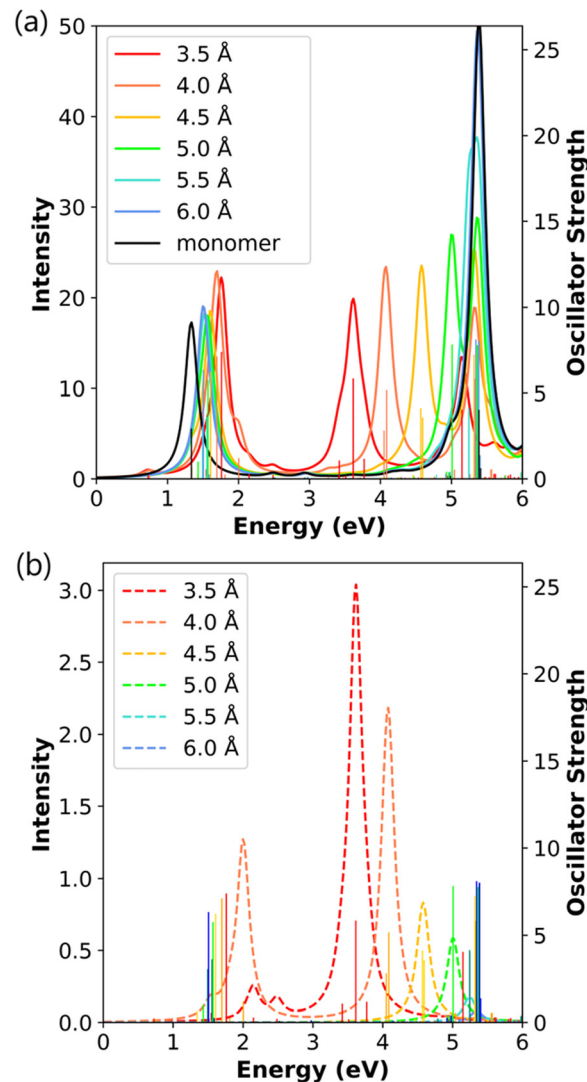 (a)
50
40
30
20
10
0
Intensity
3.5 Å
4.0 Å
4.5 Å
5.0 Å
5.5 Å
6.0 Å
monomer
25
20
15
10
5
0
Oscillator Strength
0 1 2 3 4 5 6
Energy (eV)
(b)
3.0
2.5
2.0
1.5
1.0
0.5
0.0
Intensity
3.5 Å
4.0 Å
4.5 Å
5.0 Å
5.5 Å
6.0 Å
25
20
15
10
5
0
Oscillator Strength
0 1 2 3 4 5 6
Energy (eV)